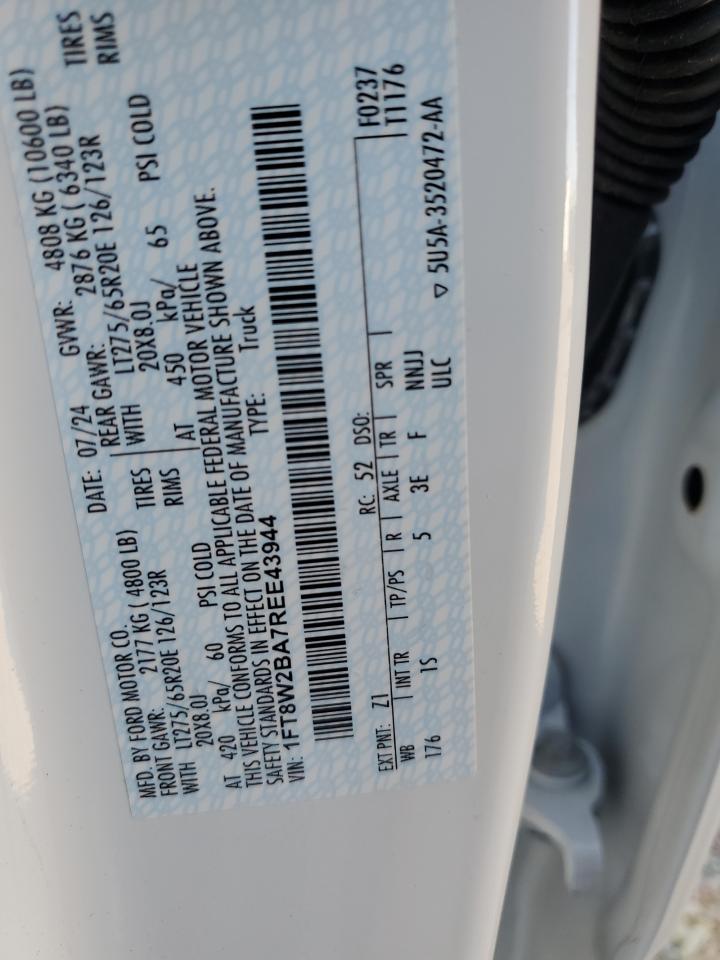 MFD. BY FORD MOTOR CO.
DATE: 07/24 GVWR: 4808 KG (10600 LB)
FRONT GAWR: 2177 KG ( 4800 LB) REAR GAWR: 2876 KG ( 6340 LB)
WITH LT275/65R20E 126/123R TIRES WITH LT275/65R20E 126/123R TIRES
20X8.0J RIMS 20X8.0J RIMS
AT 420 kPa/ 60 PSI COLD AT 450 kPa/ 65 PSI COLD
THIS VEHICLE CONFORMS TO ALL APPLICABLE FEDERAL MOTOR VEHICLE
SAFETY STANDARDS IN EFFECT ON THE DATE OF MANUFACTURE SHOWN ABOVE.
VIN: 1FT8W2BA7REE43944 TYPE: Truck
F0237
EXT PNT: Z1 RC: 52 DSO: T1176
WB INT TR TP/PS R AXLE TR SPR
176 1S 5 3E F NNJJ
ULC ▽ 5U5A-3520472-AA